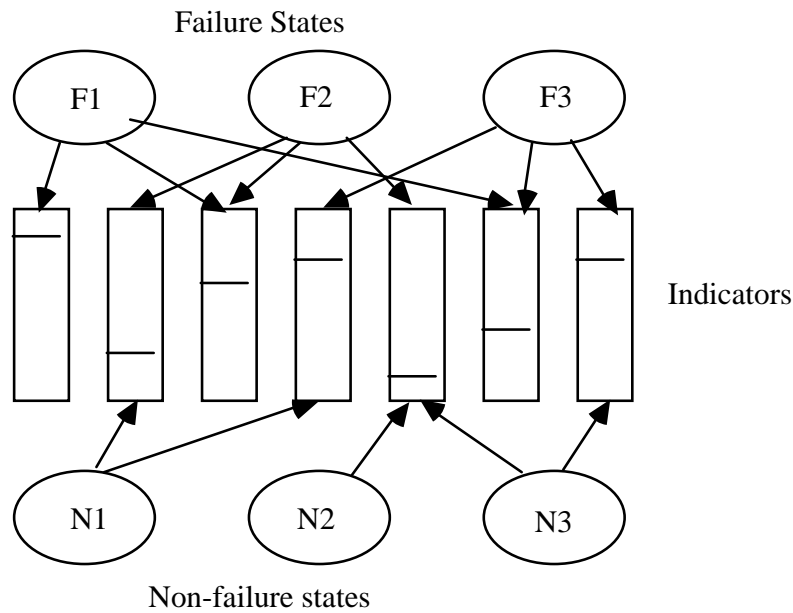 Failure States
F1
F2
F3
Indicators
N1
N2
N3
Non-failure states